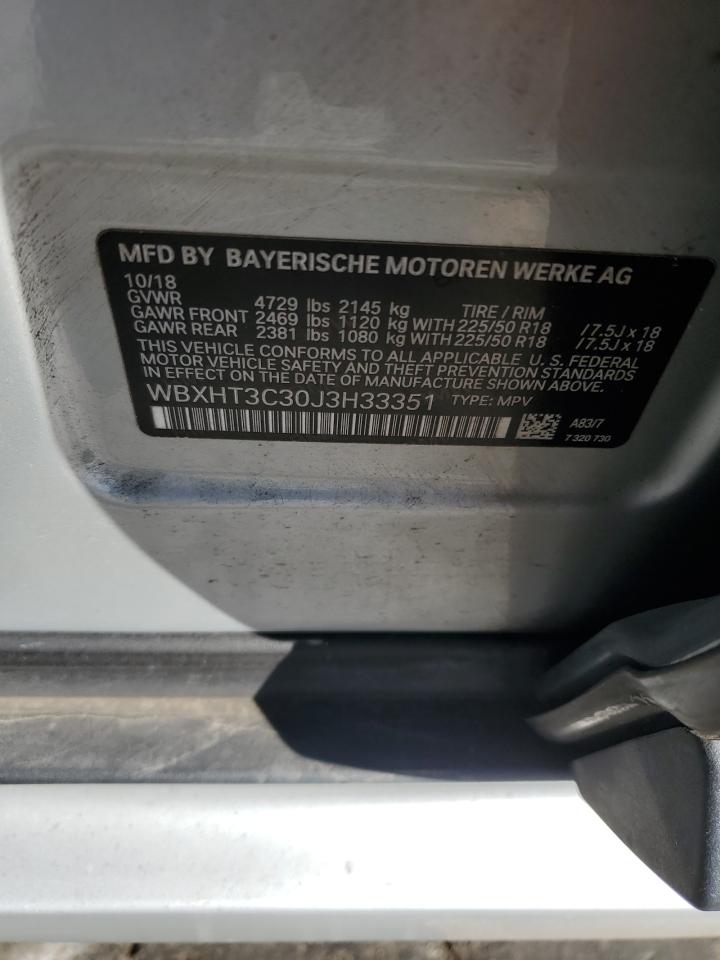 MFD BY BAYERISCHE MOTOREN WERKE AG
10/18
GVWR 4729 lbs 2145 kg TIRE / RIM
GAWR FRONT 2469 lbs 1120 kg WITH 225/50 R18 /7.5J x 18
GAWR REAR 2381 lbs 1080 kg WITH 225/50 R18 /7.5J x 18
THIS VEHICLE CONFORMS TO ALL APPLICABLE U. S. FEDERAL
MOTOR VEHICLE SAFETY AND THEFT PREVENTION STANDARDS
IN EFFECT ON THE DATE OF MANUFACTURE SHOWN ABOVE.
WBXHT3C30J3H33351 TYPE: MPV
A83/7
7 320 730